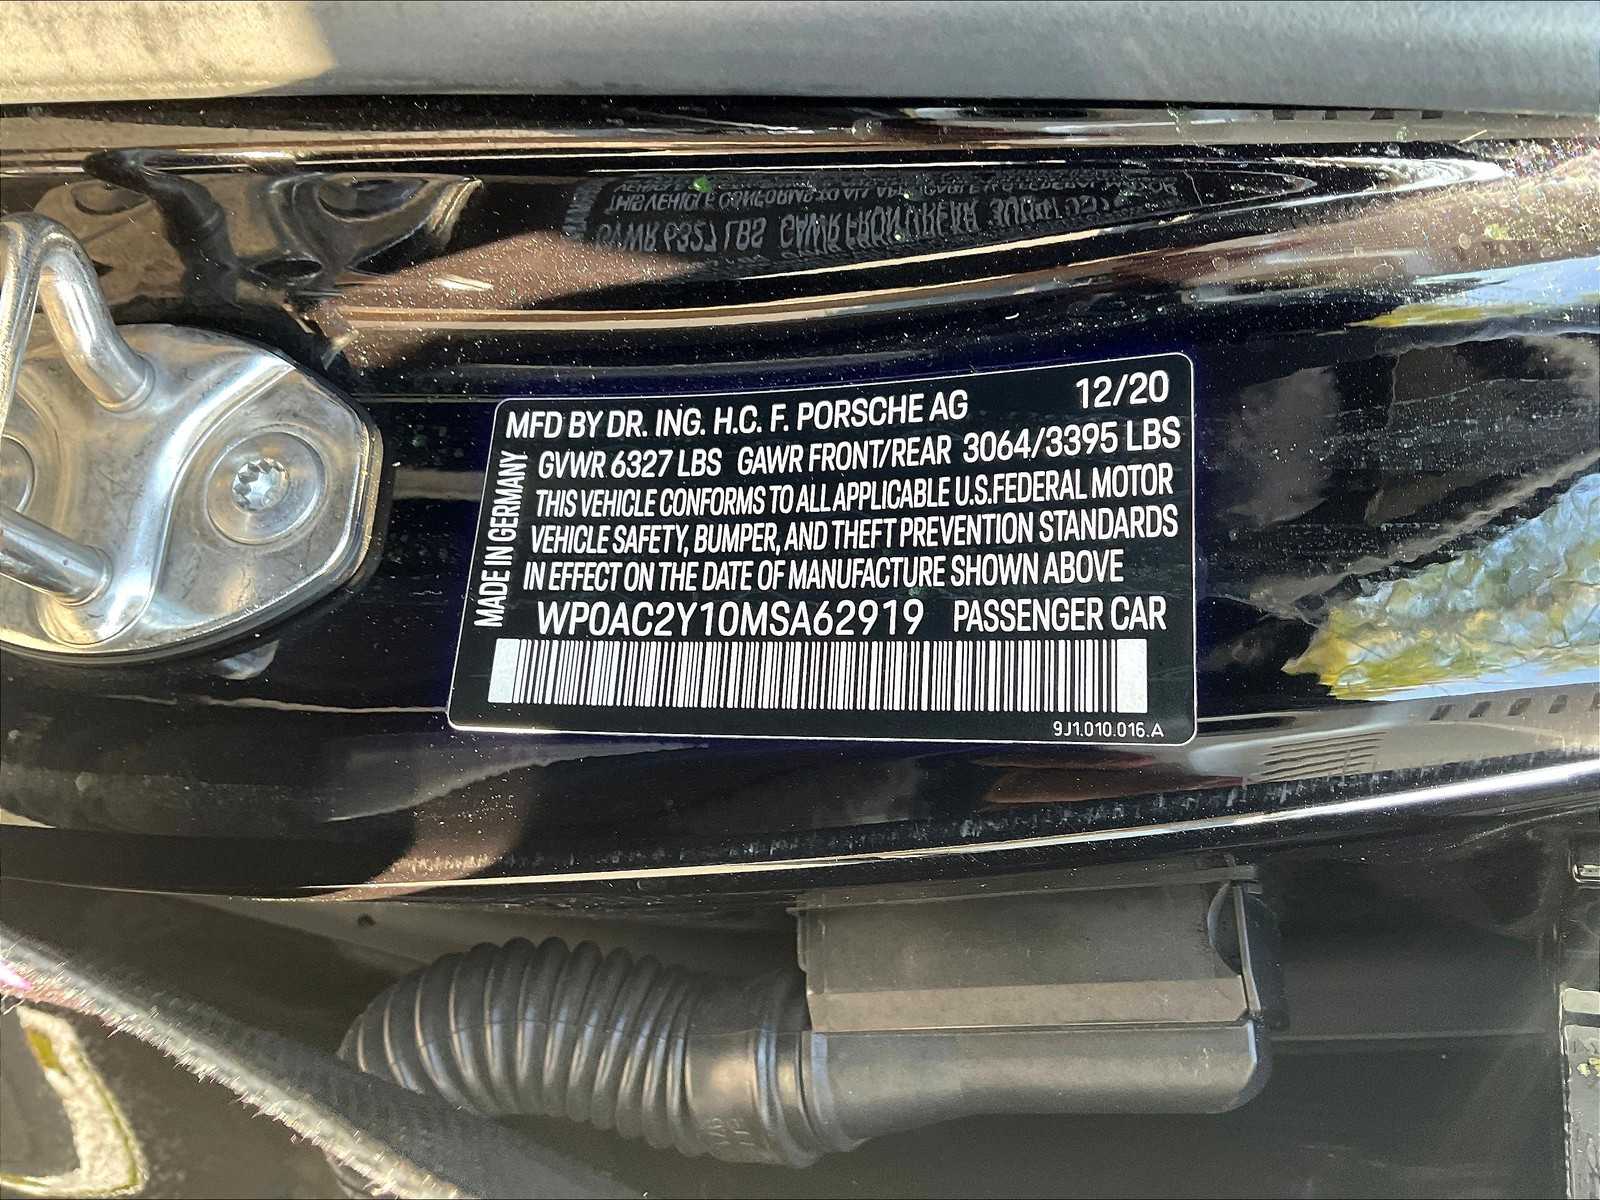 MFD BY DR. ING. H.C. F. PORSCHE AG 12/20
GVWR 6327 LBS GAWR FRONT/REAR 3064/3395 LBS
THIS VEHICLE CONFORMS TO ALL APPLICABLE U.S.FEDERAL MOTOR
VEHICLE SAFETY, BUMPER, AND THEFT PREVENTION STANDARDS
IN EFFECT ON THE DATE OF MANUFACTURE SHOWN ABOVE
WP0AC2Y10MSA62919 PASSENGER CAR
MADE IN GERMANY
9J1.010.016.A